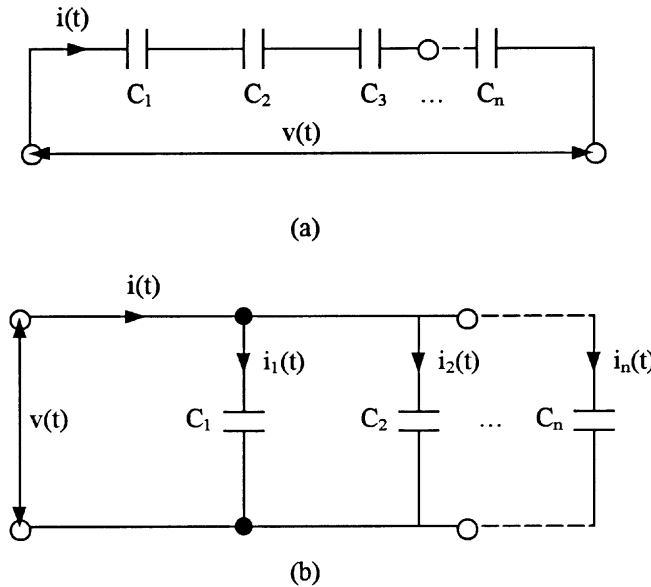 i(t)
C₁ C₂ C₃ ... Cₙ
v(t)
(a)
i(t)
i₁(t) i₂(t) iₙ(t)
v(t) C₁ C₂ ... Cₙ
(b)